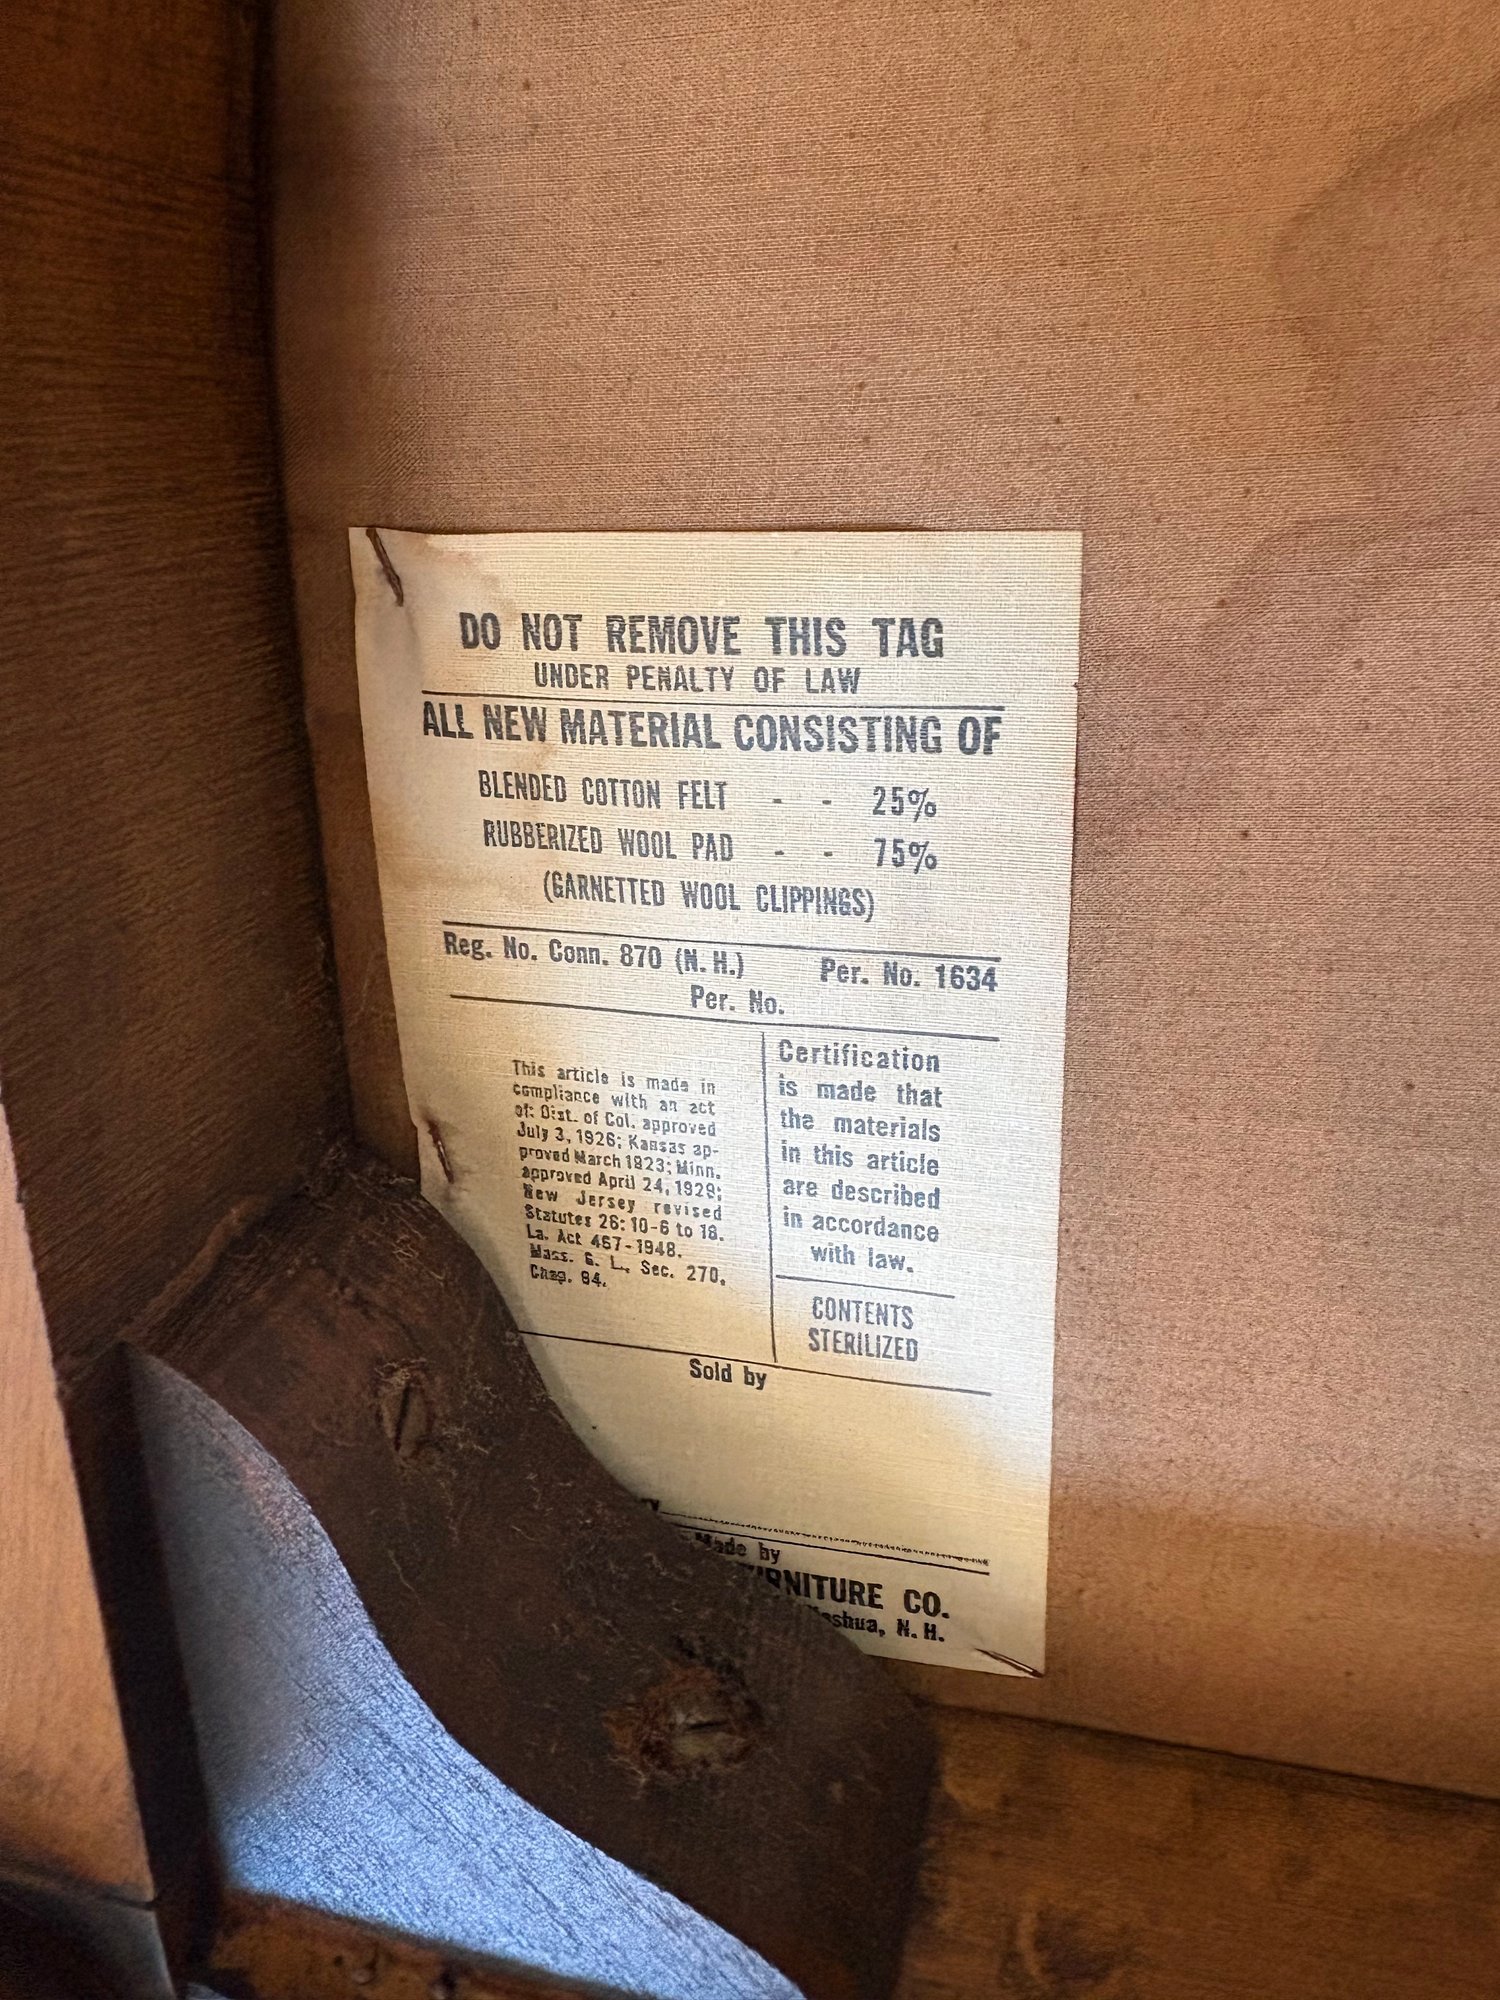 DO NOT REMOVE THIS TAG
UNDER PENALTY OF LAW
ALL NEW MATERIAL CONSISTING OF
BLENDED COTTON FELT - - 25%
RUBBERIZED WOOL PAD - - 75%
(GARNETTED WOOL CLIPPINGS)
Reg. No. Conn. 870 (N. H.) Per. No. 1634
Per. No.
This article is made in
compliance with an act
of: Dist. of Col. approved
July 3, 1926; Kansas ap-
proved March 1923; Minn.
approved April 24, 1929;
New Jersey revised
Statutes 26: 10-6 to 18.
La. Act 467-1948.
Mass. G. L. Sec. 270,
Chap. 94.
Certification
is made that
the materials
in this article
are described
in accordance
with law.
CONTENTS
STERILIZED
Sold by
Made by
FURNITURE CO.
Nashua, N. H.